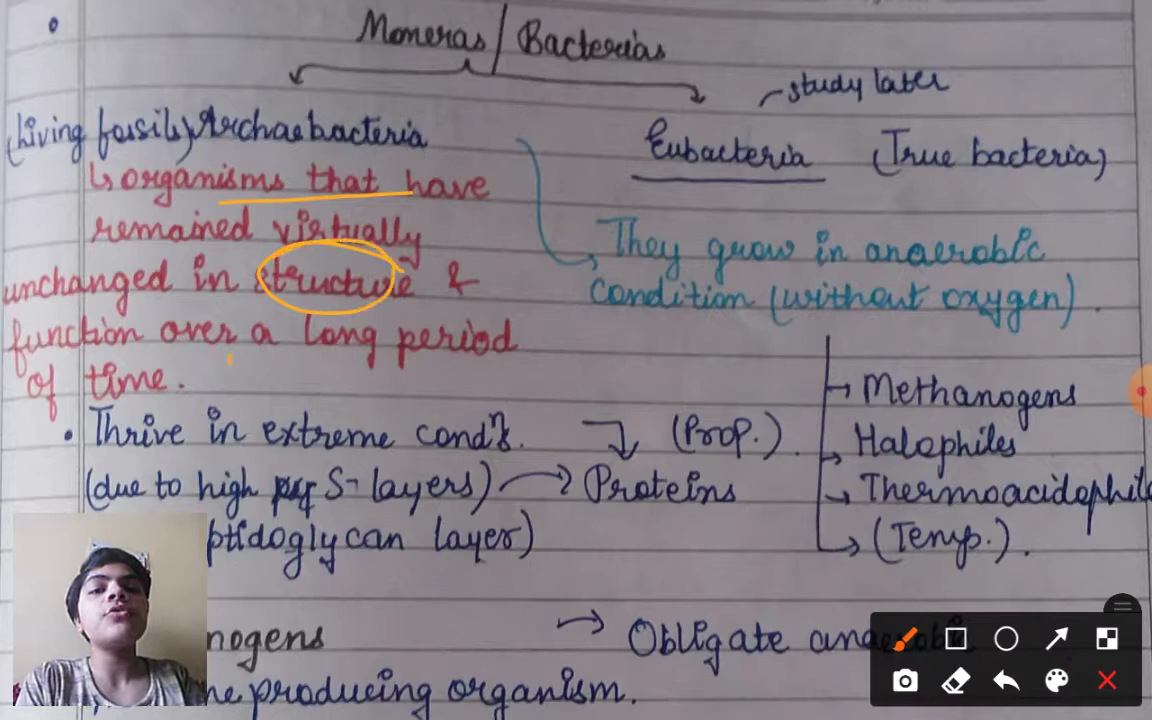 Moneras / Bacterias
study later
(living fossils) Archaebacteria
Eubacteria (True bacteria)
↳ organisms that have
remained virtually
unchanged in structure &
function over a long period
of time.
They grow in anaerobic
condition (without oxygen).
→ Methanogens
→ Halophiles
→ Thermoacidophile
→ (Temp.).
• Thrive in extreme condn. (Prop.).
(due to high S-layers) → Proteins
ptidoglycan layer)
nogens → Obligate anaerobi
ne producing organism.